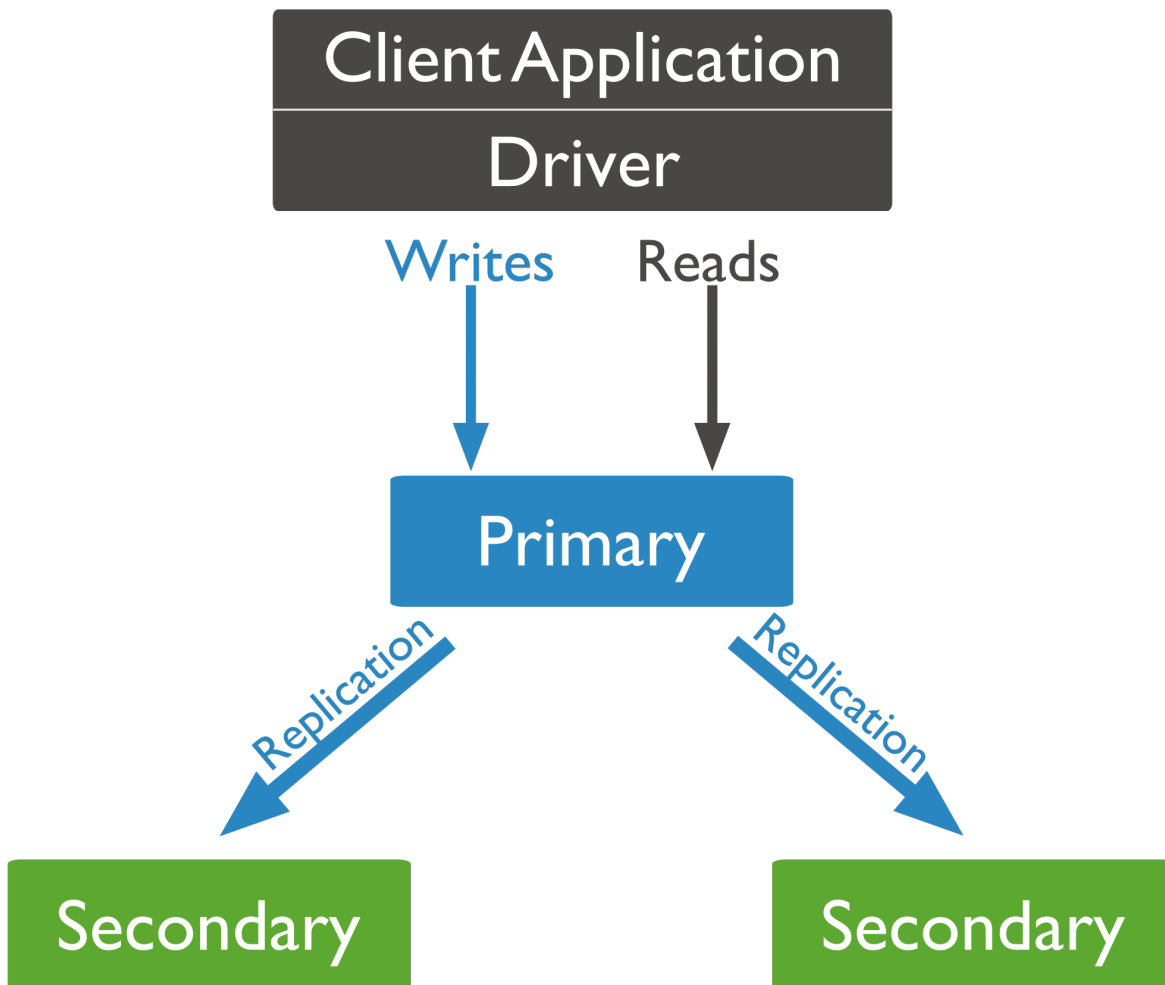 Client Application
Driver
Writes
Reads
Primary
Replication
Replication
Secondary
Secondary